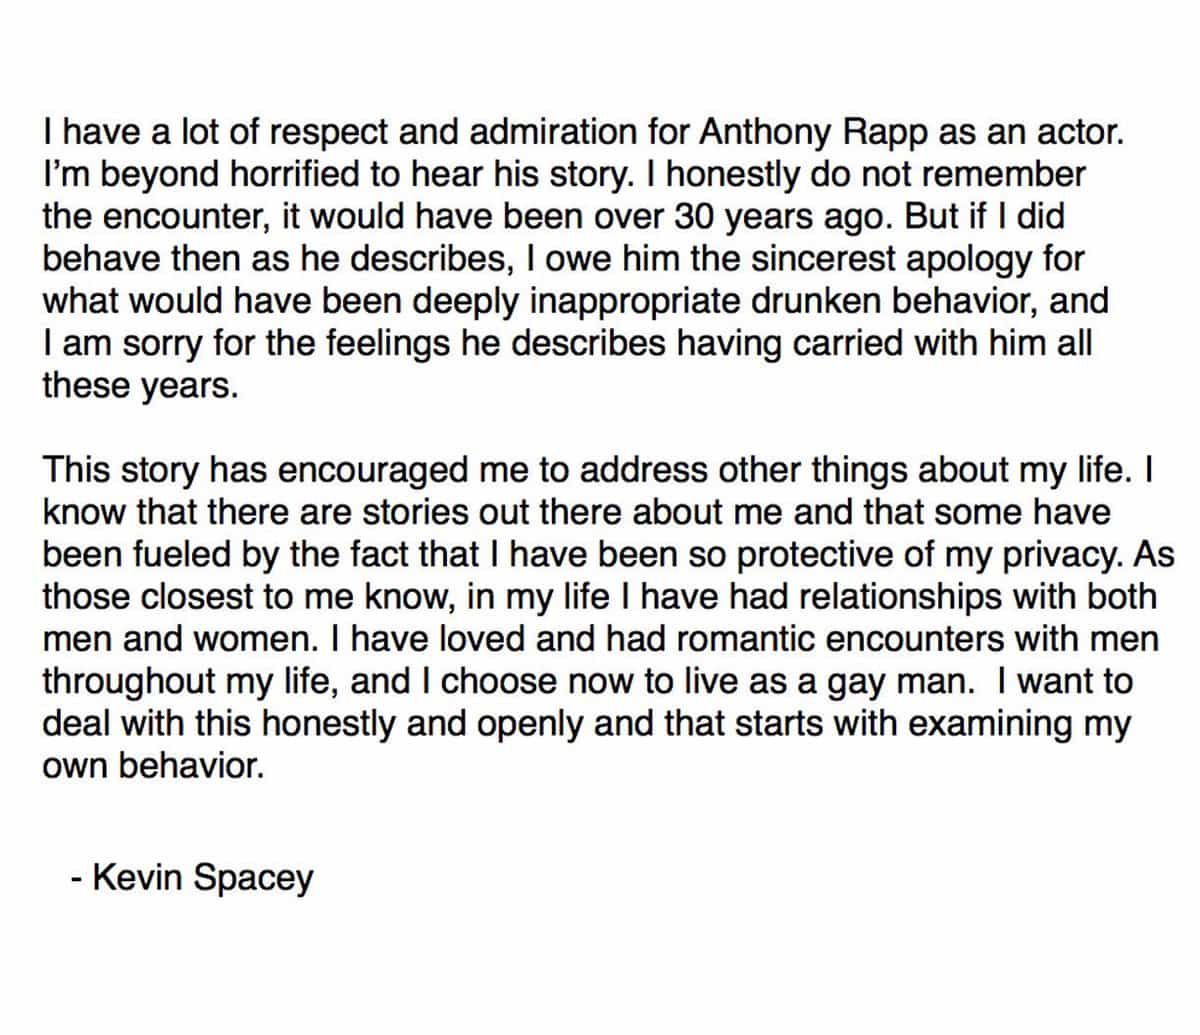 I have a lot of respect and admiration for Anthony Rapp as an actor.
I’m beyond horrified to hear his story. I honestly do not remember
the encounter, it would have been over 30 years ago. But if I did
behave then as he describes, I owe him the sincerest apology for
what would have been deeply inappropriate drunken behavior, and
I am sorry for the feelings he describes having carried with him all
these years.
This story has encouraged me to address other things about my life. I
know that there are stories out there about me and that some have
been fueled by the fact that I have been so protective of my privacy. As
those closest to me know, in my life I have had relationships with both
men and women. I have loved and had romantic encounters with men
throughout my life, and I choose now to live as a gay man.  I want to
deal with this honestly and openly and that starts with examining my
own behavior.
- Kevin Spacey